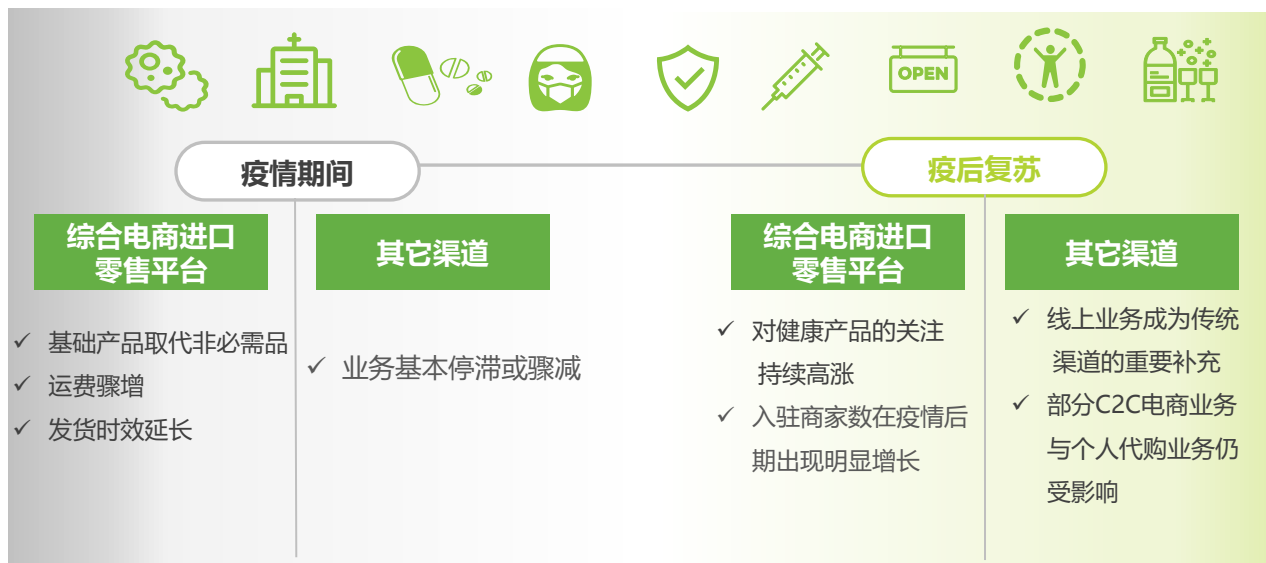 OPEN
疫情期间
疫后复苏
综合电商进口
零售平台
✓ 基础产品取代非必需品
✓ 运费骤增
✓ 发货时效延长
其它渠道
✓ 业务基本停滞或骤减
综合电商进口
零售平台
✓ 对健康产品的关注
持续高涨
✓ 入驻商家数在疫情后
期出现明显增长
其它渠道
✓ 线上业务成为传统
渠道的重要补充
✓ 部分C2C电商业务
与个人代购业务仍
受影响